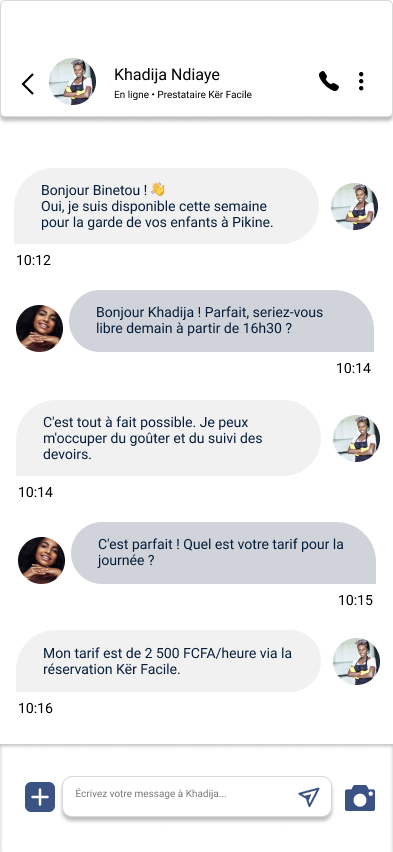 Khadija Ndiaye
En ligne • Prestataire Kër Facile
Bonjour Binetou ! 👋
Oui, je suis disponible cette semaine
pour la garde de vos enfants à Pikine.
10:12
Bonjour Khadija ! Parfait, seriez-vous
libre demain à partir de 16h30 ?
10:14
C'est tout à fait possible. Je peux
m'occuper du goûter et du suivi des
devoirs.
10:14
C'est parfait ! Quel est votre tarif pour la
journée ?
10:15
Mon tarif est de 2 500 FCFA/heure via la
réservation Kër Facile.
10:16
Écrivez votre message à Khadija...